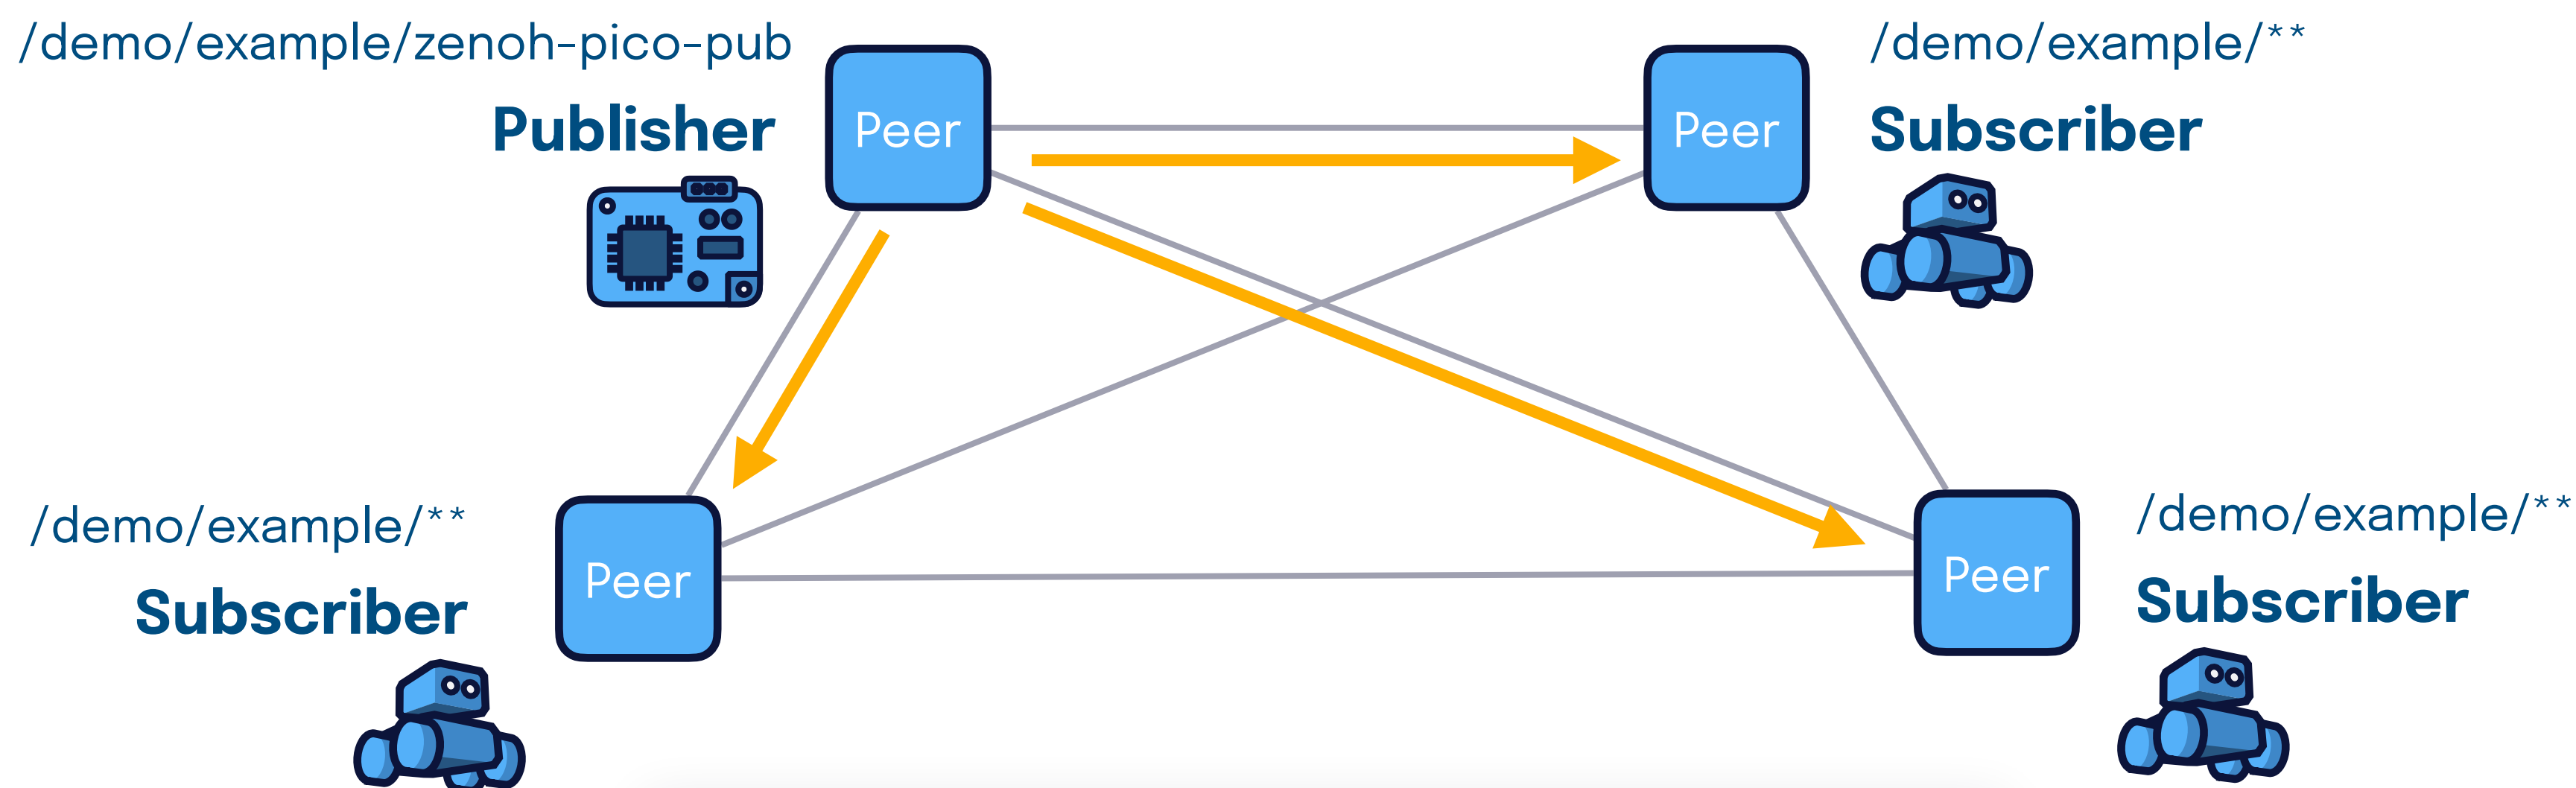 /demo/example/zenoh-pico-pub
Publisher
Peer
Peer
/demo/example/**
Subscriber
/demo/example/**
Subscriber
Peer
Peer
/demo/example/**
Subscriber